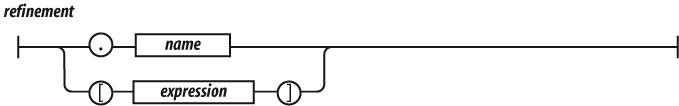 refinement
. name
[ expression ]